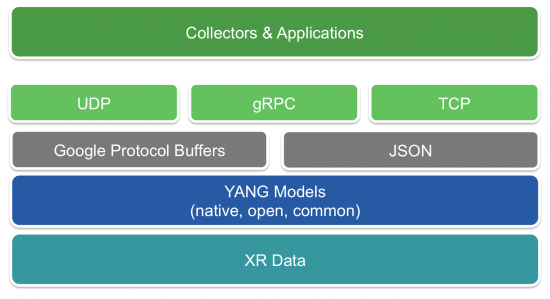 Collectors & Applications
UDP
gRPC
TCP
Google Protocol Buffers
JSON
YANG Models
(native, open, common)
XR Data